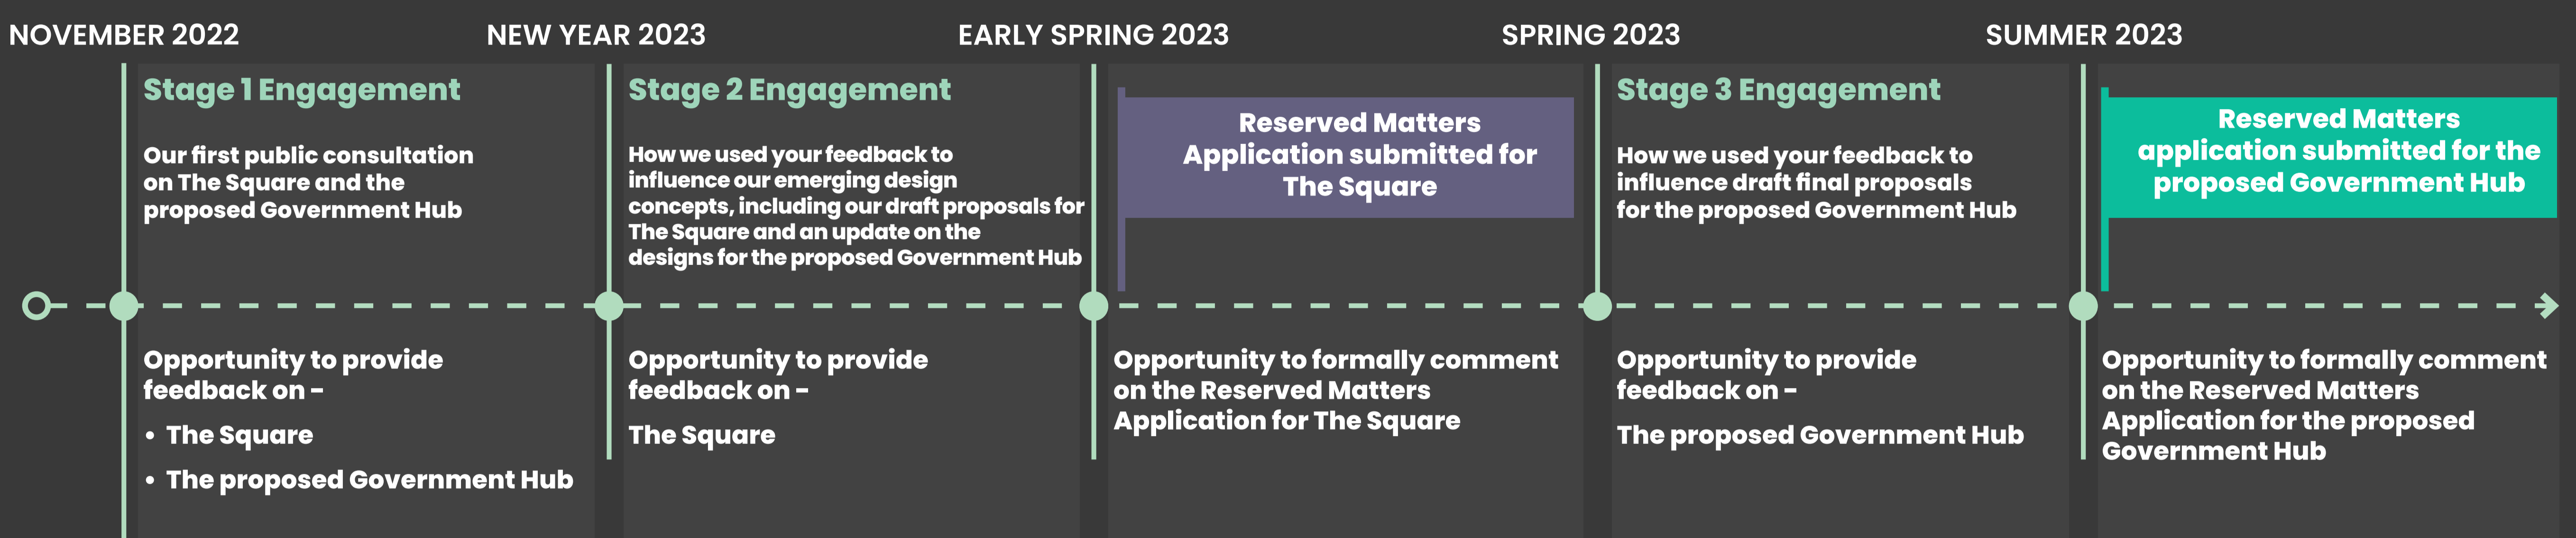 NOVEMBER 2022
Stage 1 Engagement
Our first public consultation
on The Square and the
proposed Government Hub
Opportunity to provide
feedback on –
• The Square
• The proposed Government Hub
NEW YEAR 2023
Stage 2 Engagement
How we used your feedback to
influence our emerging design
concepts, including our draft proposals for
The Square and an update on the
designs for the proposed Government Hub
Opportunity to provide
feedback on –
The Square
EARLY SPRING 2023
Reserved Matters
Application submitted for
The Square
Opportunity to formally comment
on the Reserved Matters
Application for The Square
SPRING 2023
Stage 3 Engagement
How we used your feedback to
influence draft final proposals
for the proposed Government Hub
Opportunity to provide
feedback on –
The proposed Government Hub
SUMMER 2023
Reserved Matters
application submitted for the
proposed Government Hub
Opportunity to formally comment
on the Reserved Matters
Application for the proposed
Government Hub